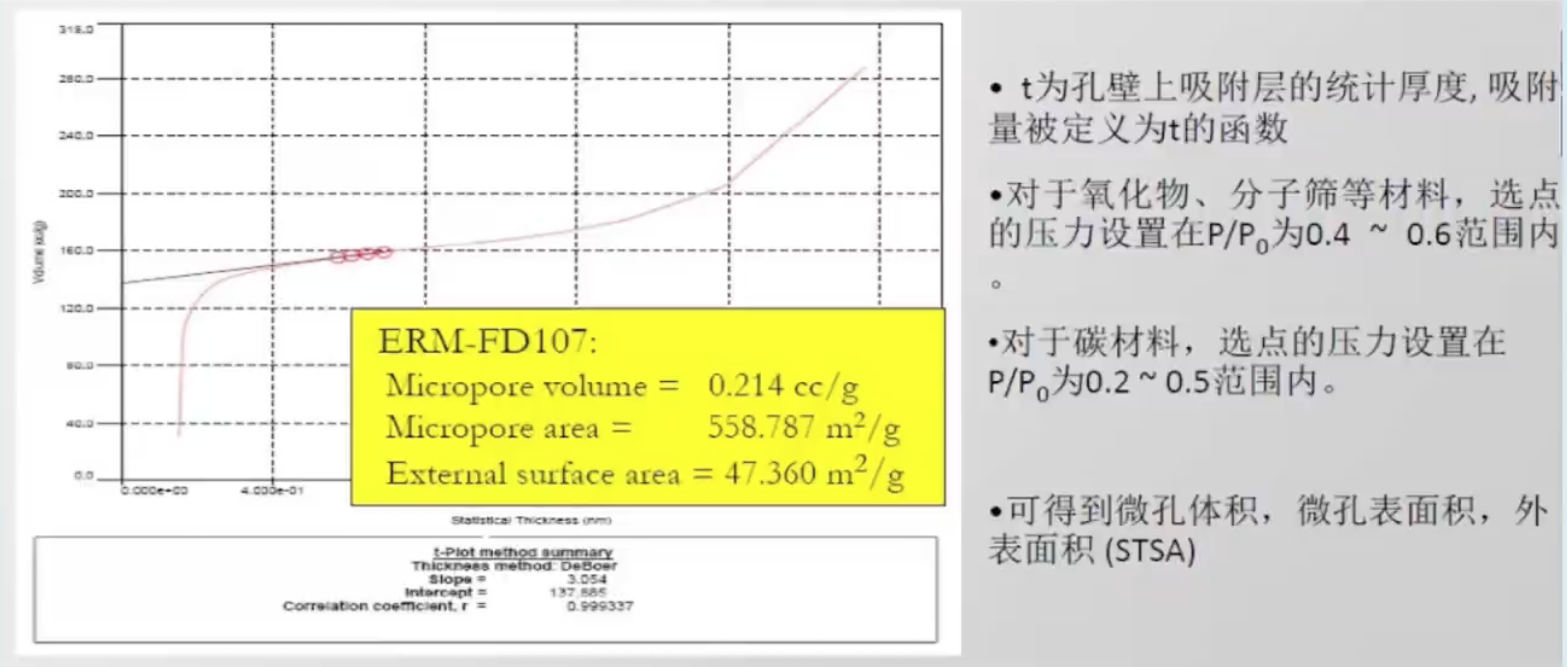 318.0
280.0
240.0
200.0
160.0
120.0
80.0
40.0
0.0
0.000e+00 4.000e-01
Statistical Thickness (nm)
ERM-FD107:
Micropore volume = 0.214 cc/g
Micropore area = 558.787 m²/g
External surface area = 47.360 m²/g
t-Plot method summary
Thickness method: DeBoer
Slope = 3.054
Intercept = 137.885
Correlation coefficient, r = 0.999337
• t为孔壁上吸附层的统计厚度, 吸附
量被定义为t的函数
•对于氧化物、分子筛等材料，选点
的压力设置在P/P₀为0.4 ~ 0.6范围内
。
•对于碳材料，选点的压力设置在
P/P₀为0.2 ~ 0.5范围内。
•可得到微孔体积，微孔表面积，外
表面积 (STSA)